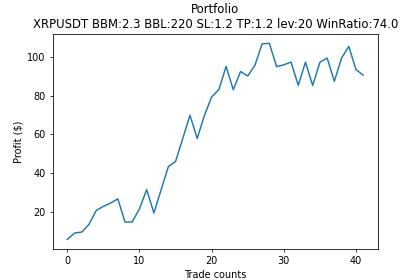 Portfolio
XRPUSDT BBM:2.3 BBL:220 SL:1.2 TP:1.2 lev:20 WinRatio:74.0
Profit ($)
100
80
60
40
20
0
10
20
30
40
Trade counts